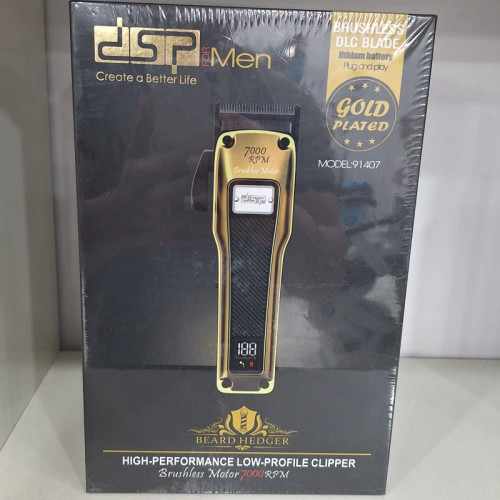 dsp FOR Men
Create a Better Life
BRUSHLESS
DLC BLADE
lithium battery
Plug and play
GOLD
PLATED
MODEL:91407
7000
RPM
Brushless Motor
dsp
188
BEARD HEDGER
HIGH-PERFORMANCE LOW-PROFILE CLIPPER
Brushless Motor 7000RPM